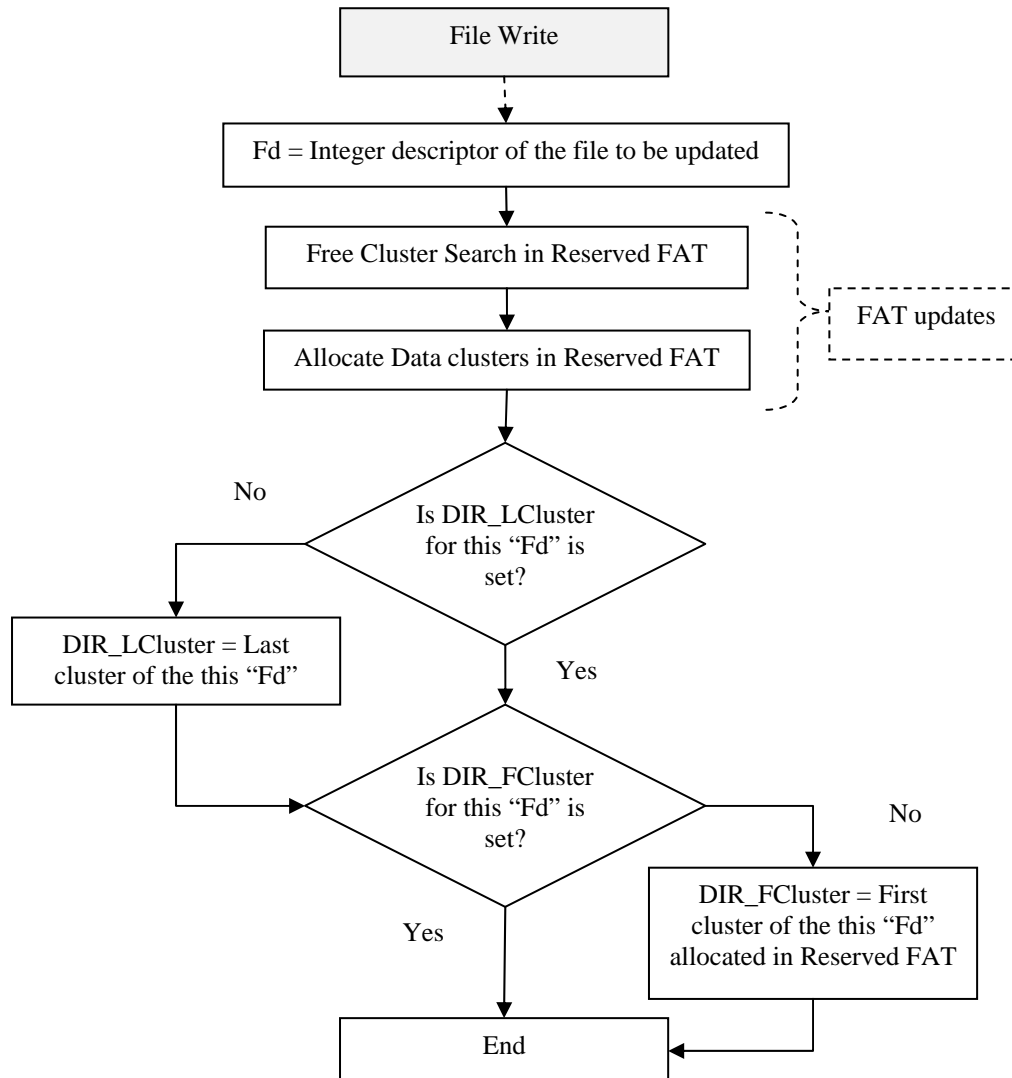 File Write
Fd = Integer descriptor of the file to be updated
Free Cluster Search in Reserved FAT
FAT updates
Allocate Data clusters in Reserved FAT
No
Is DIR_LCluster
for this “Fd” is
set?
DIR_LCluster = Last
cluster of the this “Fd”
Yes
Is DIR_FCluster
for this “Fd” is
set?
No
DIR_FCluster = First
cluster of the this “Fd”
allocated in Reserved FAT
Yes
End